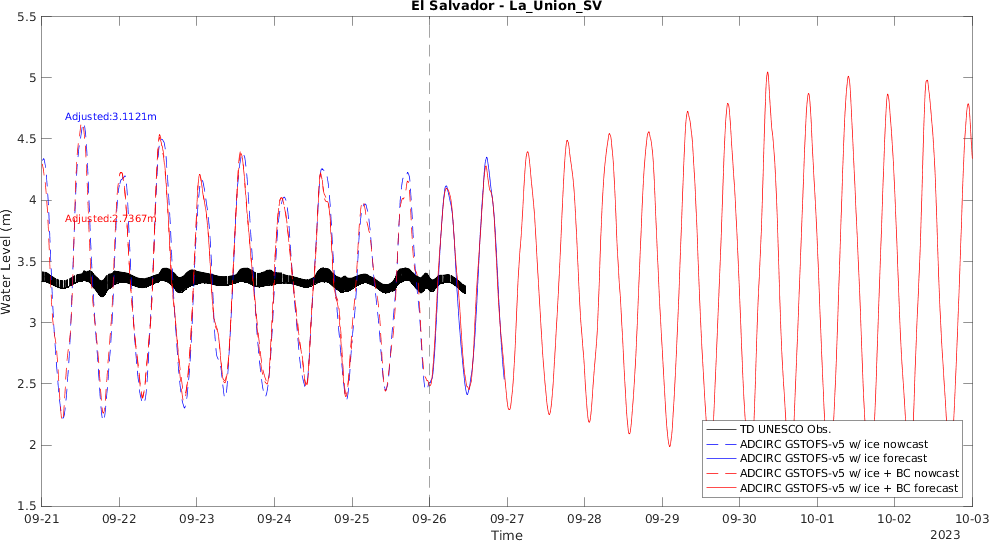 El Salvador - La_Union_SV
Water Level (m)
5.5
5
4.5
4
3.5
3
2.5
2
1.5
Adjusted:3.1121m
Adjusted:2.7367m
TD UNESCO Obs.
ADCIRC GSTOFS-v5 w/ ice nowcast
ADCIRC GSTOFS-v5 w/ ice forecast
ADCIRC GSTOFS-v5 w/ ice + BC nowcast
ADCIRC GSTOFS-v5 w/ ice + BC forecast
09-21 09-22 09-23 09-24 09-25 09-26 09-27 09-28 09-29 09-30 10-01 10-02 10-03
Time
2023